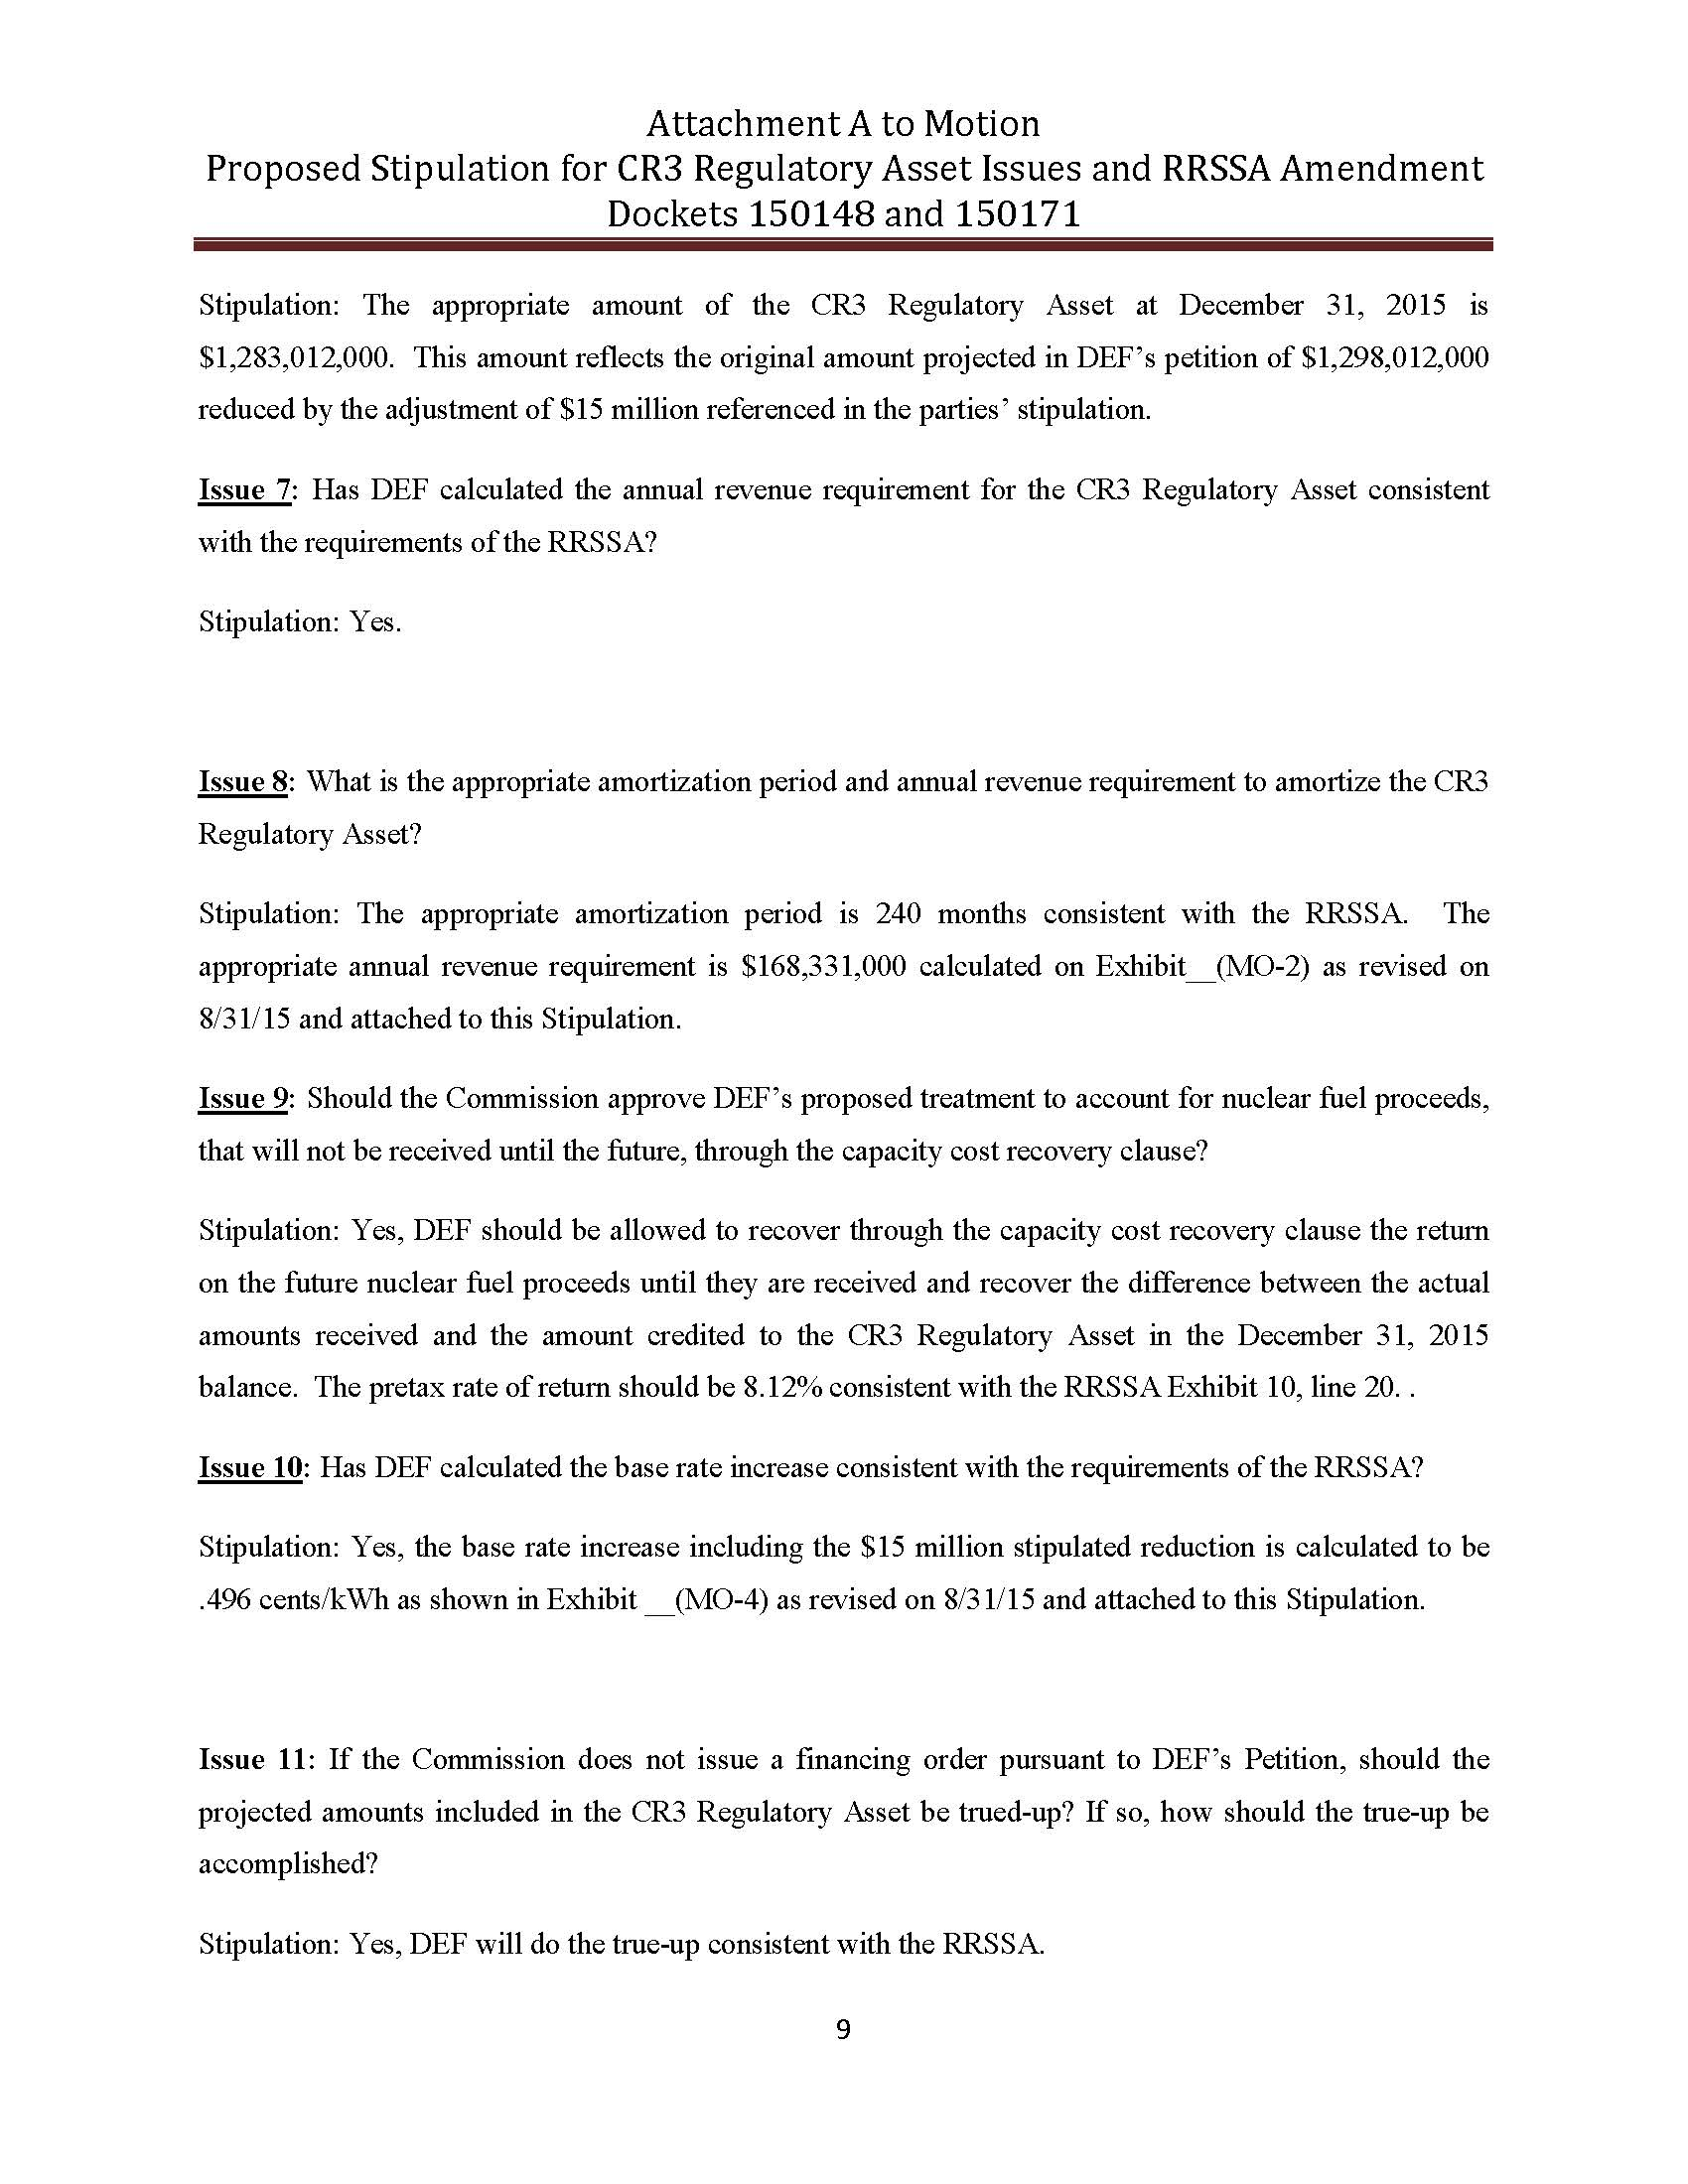 Attachment A to Motion
Proposed Stipulation for CR3 Regulatory Asset Issues and RRSSA Amendment
Dockets 150148 and 150171
Stipulation: The appropriate amount of the CR3 Regulatory Asset at December 31, 2015 is
$1,283,012,000. This amount reflects the original amount projected in DEF’s petition of $1,298,012,000
reduced by the adjustment of $15 million referenced in the parties’ stipulation.
Issue 7: Has DEF calculated the annual revenue requirement for the CR3 Regulatory Asset consistent
with the requirements of the RRSSA?
Stipulation: Yes.
Issue 8: What is the appropriate amortization period and annual revenue requirement to amortize the CR3
Regulatory Asset?
Stipulation: The appropriate amortization period is 240 months consistent with the RRSSA. The
appropriate annual revenue requirement is $168,331,000 calculated on Exhibit__(MO-2) as revised on
8/31/15 and attached to this Stipulation.
Issue 9: Should the Commission approve DEF’s proposed treatment to account for nuclear fuel proceeds,
that will not be received until the future, through the capacity cost recovery clause?
Stipulation: Yes, DEF should be allowed to recover through the capacity cost recovery clause the return
on the future nuclear fuel proceeds until they are received and recover the difference between the actual
amounts received and the amount credited to the CR3 Regulatory Asset in the December 31, 2015
balance. The pretax rate of return should be 8.12% consistent with the RRSSA Exhibit 10, line 20. .
Issue 10: Has DEF calculated the base rate increase consistent with the requirements of the RRSSA?
Stipulation: Yes, the base rate increase including the $15 million stipulated reduction is calculated to be
.496 cents/kWh as shown in Exhibit __(MO-4) as revised on 8/31/15 and attached to this Stipulation.
Issue 11: If the Commission does not issue a financing order pursuant to DEF’s Petition, should the
projected amounts included in the CR3 Regulatory Asset be trued-up? If so, how should the true-up be
accomplished?
Stipulation: Yes, DEF will do the true-up consistent with the RRSSA.
9